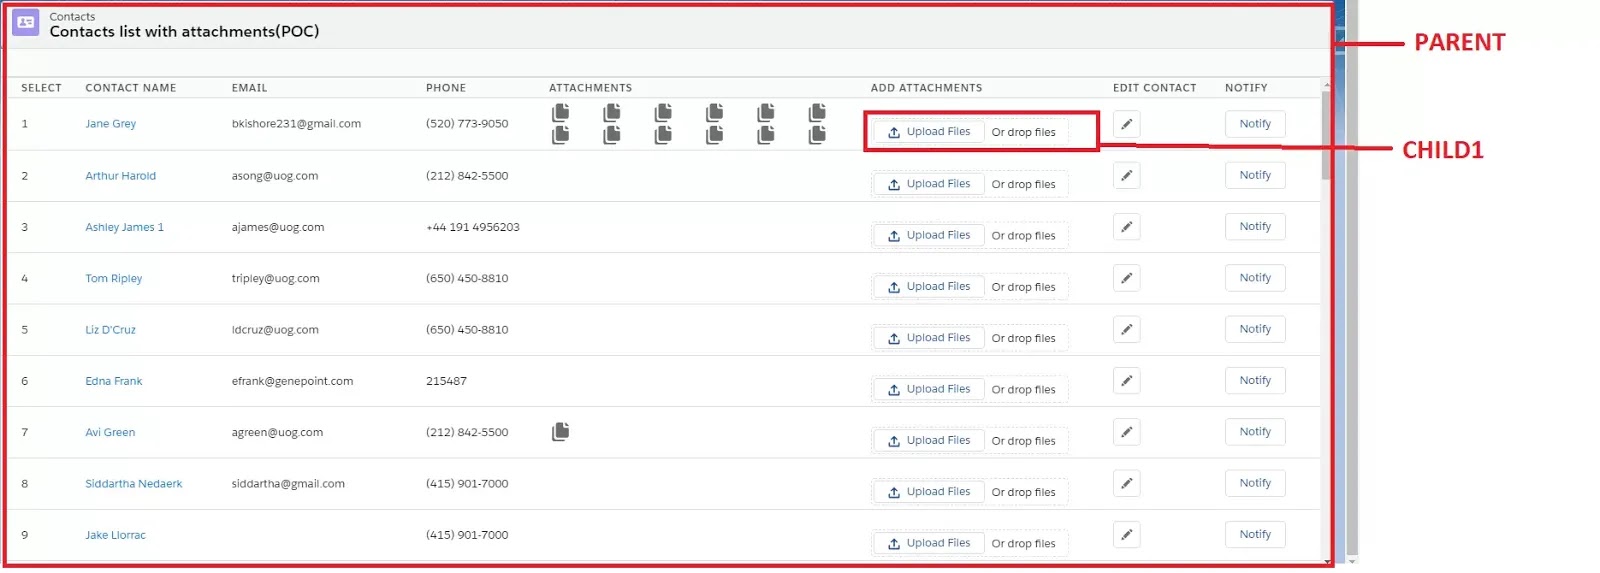 Contacts
Contacts list with attachments(POC)
PARENT
SELECT CONTACT NAME EMAIL PHONE ATTACHMENTS ADD ATTACHMENTS EDIT CONTACT NOTIFY
1 Jane Grey bkishore231@gmail.com (520) 773-9050 Upload Files Or drop files Notify
CHILD1
2 Arthur Harold asong@uog.com (212) 842-5500 Upload Files Or drop files Notify
3 Ashley James 1 ajames@uog.com +44 191 4956203 Upload Files Or drop files Notify
4 Tom Ripley tripley@uog.com (650) 450-8810 Upload Files Or drop files Notify
5 Liz D'Cruz ldcruz@uog.com (650) 450-8810 Upload Files Or drop files Notify
6 Edna Frank efrank@genepoint.com 215487 Upload Files Or drop files Notify
7 Avi Green agreen@uog.com (212) 842-5500 Upload Files Or drop files Notify
8 Siddartha Nedaerk siddartha@gmail.com (415) 901-7000 Upload Files Or drop files Notify
9 Jake Llorrac (415) 901-7000 Upload Files Or drop files Notify